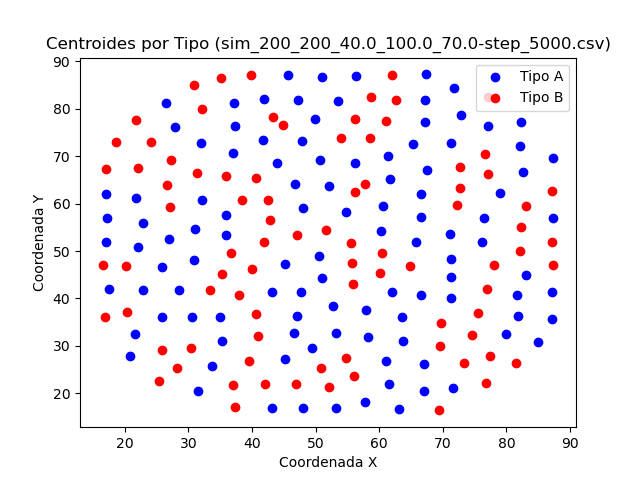 Centroides por Tipo (sim_200_200_40.0_100.0_70.0-step_5000.csv)
Tipo A
Tipo B
Coordenada Y
90
80
70
60
50
40
30
20
20 30 40 50 60 70 80 90
Coordenada X